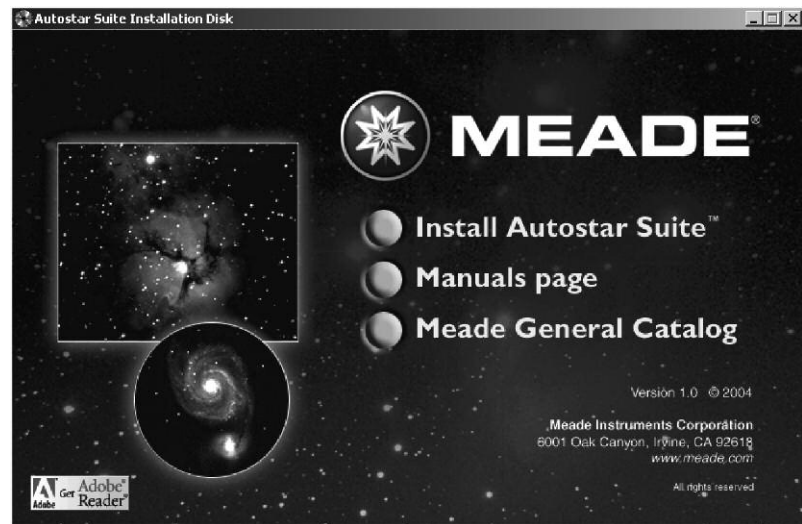 Autostar Suite Installation Disk
MEADE®
Install Autostar Suite™
Manuals page
Meade General Catalog
Version 1.0 © 2004
Meade Instruments Corporation
6001 Oak Canyon, Irvine, CA 92618
www.meade.com
All rights reserved
Adobe
Get Adobe®
Reader®